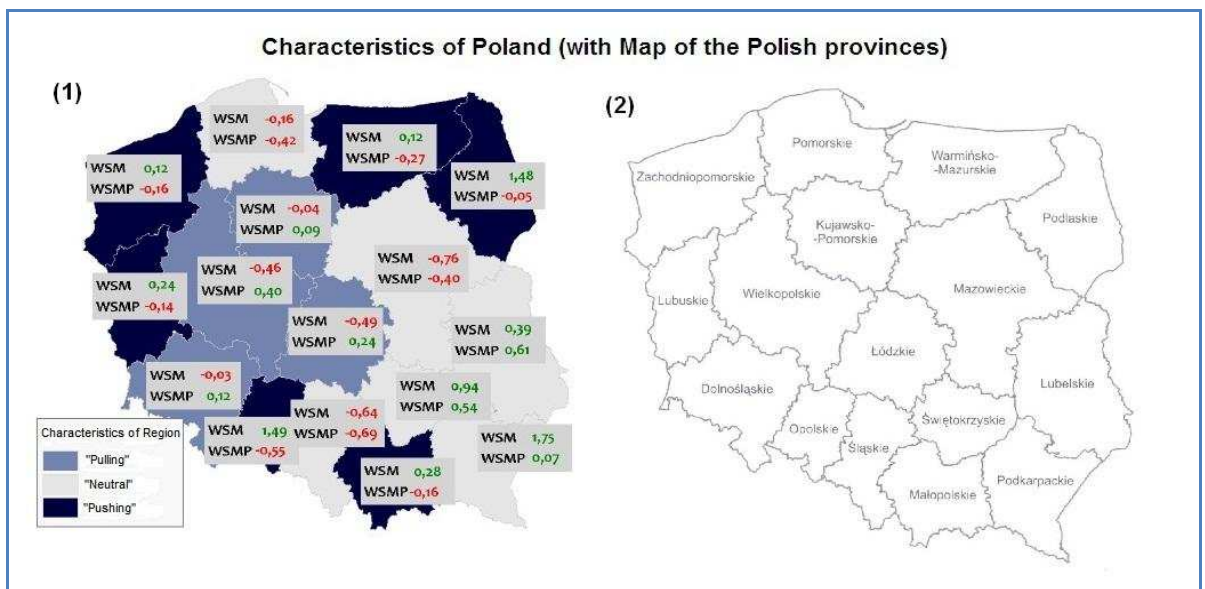 Characteristics of Poland (with Map of the Polish provinces)
(1)
WSM -0,16
WSMP -0,42
WSM 0,12
WSMP -0,27
WSM 0,12
WSMP -0,16
WSM 1,48
WSMP -0,05
WSM -0,04
WSMP 0,09
WSM -0,76
WSMP -0,40
WSM -0,46
WSMP 0,40
WSM 0,24
WSMP -0,14
WSM -0,49
WSMP 0,24
WSM 0,39
WSMP 0,61
WSM -0,03
WSMP 0,12
WSM 0,94
WSMP 0,54
WSM -0,64
WSMP -0,69
WSM 1,49
WSMP -0,55
WSM 1,75
WSMP 0,07
WSM 0,28
WSMP -0,16
Characteristics of Region
"Pulling"
"Neutral"
"Pushing"
(2)
Pomorskie
Warmińsko-
-Mazurskie
Zachodniopomorskie
Podlaskie
Kujawsko-
-Pomorskie
Mazowieckie
Wielkopolskie
Lubuskie
Łódzkie
Lubelskie
Dolnośląskie
Świętokrzyskie
Opolskie
Śląskie
Podkarpackie
Małopolskie